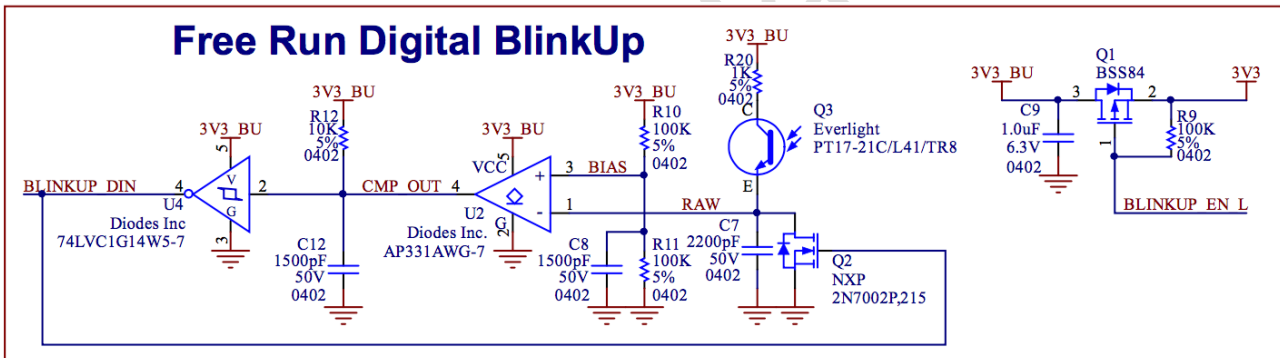 Free Run Digital BlinkUp
3V3_BU
R20
1K
5%
0402
C
Q3
Everlight
PT17-21C/L41/TR8
E
3V3_BU
R12
10K
5%
0402
3V3_BU
R10
100K
5%
0402
3V3_BU
5
V
G
3
4
2
U4
Diodes Inc
74LVC1G14W5-7
BLINKUP_DIN
CMP_OUT
3V3_BU
VCC
5
4
+
-
3
1
G
2
U2
Diodes Inc.
AP331AWG-7
BIAS
RAW
C12
1500pF
50V
0402
C8
1500pF
50V
0402
R11
100K
5%
0402
C7
2200pF
50V
0402
Q2
NXP
2N7002P,215
Q1
BSS84
3V3_BU
3
2
3V3
C9
1.0uF
6.3V
0402
1
R9
100K
5%
0402
BLINKUP_EN_L